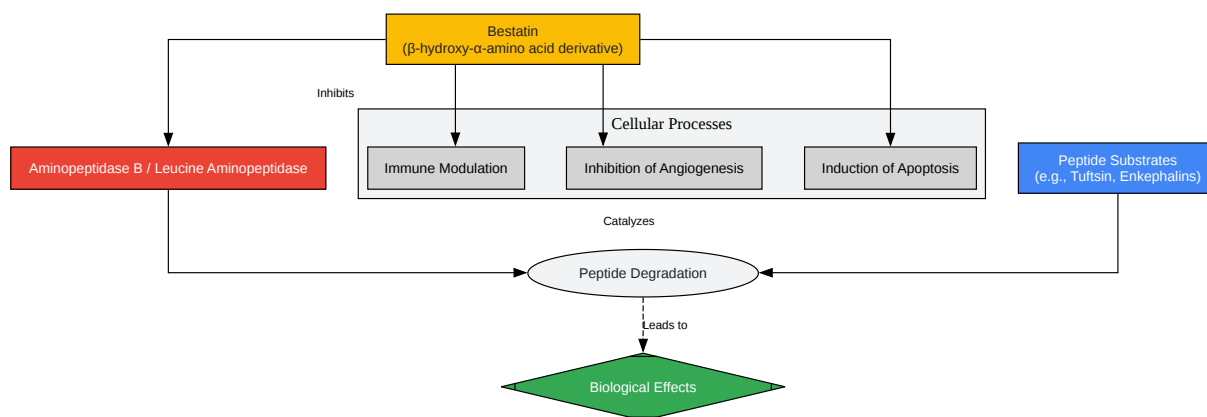 Bestatin
(β-hydroxy-α-amino acid derivative)
Inhibits
Cellular Processes
Aminopeptidase B / Leucine Aminopeptidase
Immune Modulation
Inhibition of Angiogenesis
Induction of Apoptosis
Peptide Substrates
(e.g., Tuftsin, Enkephalins)
Catalyzes
Peptide Degradation
Leads to
Biological Effects